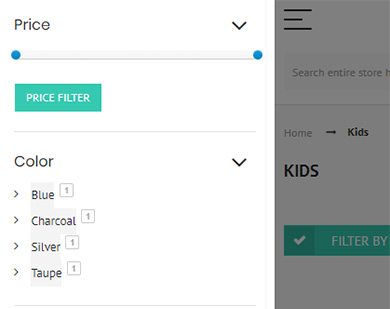 Price
PRICE FILTER
Color
Blue 1
Charcoal 1
Silver 1
Taupe 1
Search entire store h
Home Kids
KIDS
FILTER BY